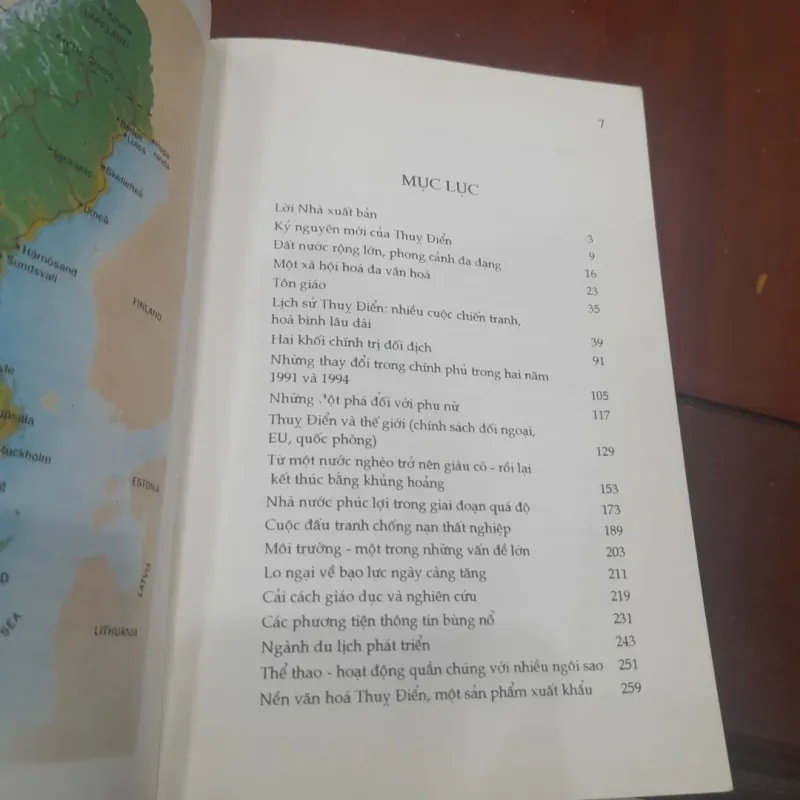 LAPPLAND
Arctic Circle
Luleå
Skellefteå
Umeå
Härnösand
Sundsvall
FINLAND
psala
tockholm
ESTONIA
LATVIA
SEA
LITHUANIA
7
MỤC LỤC
Lời Nhà xuất bản 3
Kỷ nguyên mới của Thuỵ Điển 9
Đất nước rộng lớn, phong cảnh đa dạng 16
Một xã hội hoá đa văn hoá 23
Tôn giáo 35
Lịch sử Thuỵ Điển: nhiều cuộc chiến tranh,
hoà bình lâu dài 39
Hai khối chính trị đối địch 91
Những thay đổi trong chính phủ trong hai năm
1991 và 1994 105
Những đột phá đối với phụ nữ 117
Thuỵ Điển và thế giới (chính sách đối ngoại,
EU, quốc phòng) 129
Từ một nước nghèo trở nên giàu có - rồi lại
kết thúc bằng khủng hoảng 153
Nhà nước phúc lợi trong giai đoạn quá độ 173
Cuộc đấu tranh chống nạn thất nghiệp 189
Môi trường - một trong những vấn đề lớn 203
Lo ngại về bạo lực ngày càng tăng 211
Cải cách giáo dục và nghiên cứu 219
Các phương tiện thông tin bùng nổ 231
Ngành du lịch phát triển 243
Thể thao - hoạt động quần chúng với nhiều ngôi sao 251
Nền văn hoá Thuỵ Điển, một sản phẩm xuất khẩu 259